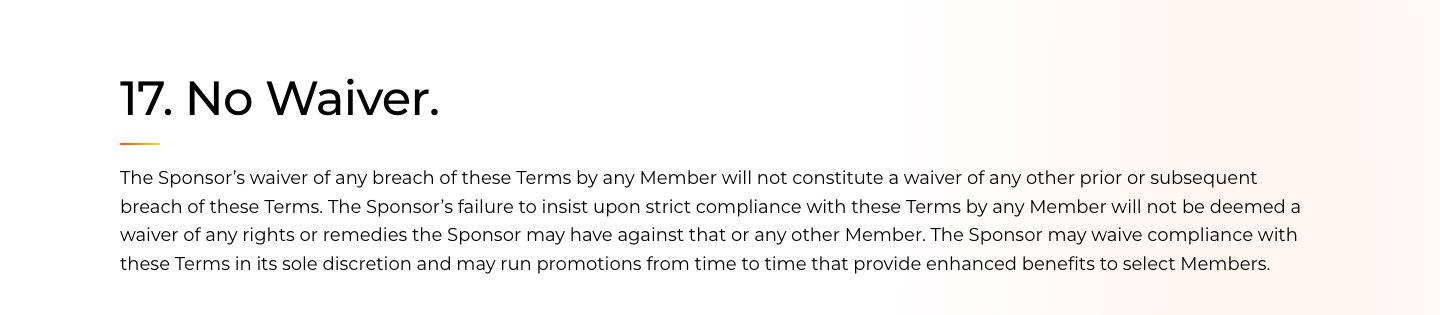 17. No Waiver.
The Sponsor’s waiver of any breach of these Terms by any Member will not constitute a waiver of any other prior or subsequent
breach of these Terms. The Sponsor’s failure to insist upon strict compliance with these Terms by any Member will not be deemed a
waiver of any rights or remedies the Sponsor may have against that or any other Member. The Sponsor may waive compliance with
these Terms in its sole discretion and may run promotions from time to time that provide enhanced benefits to select Members.